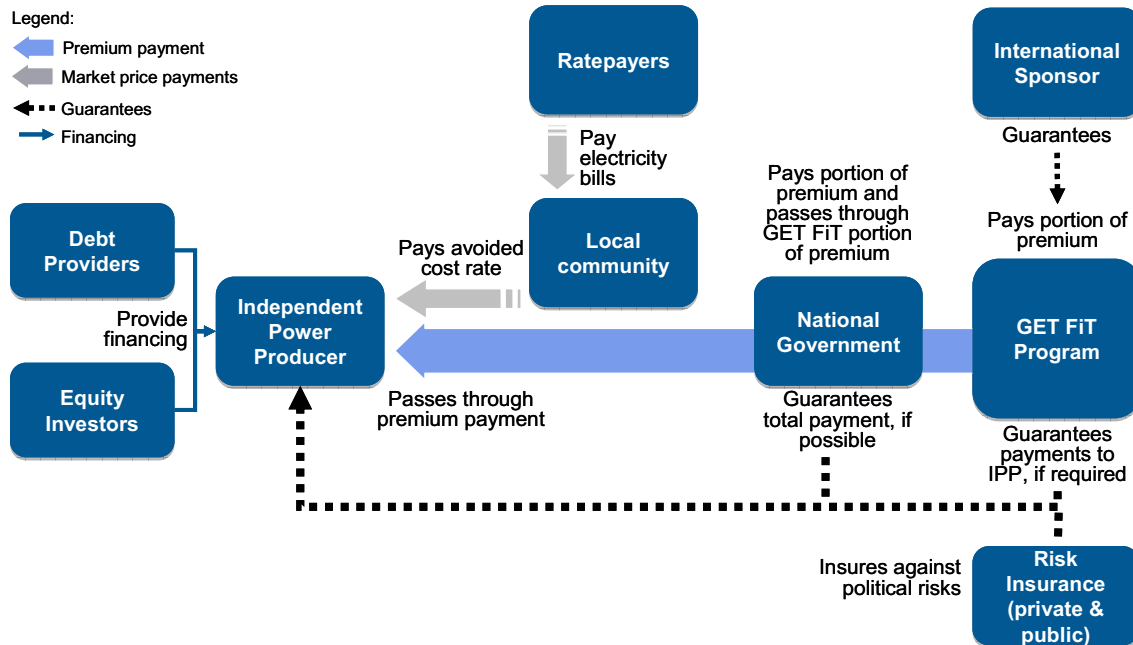 Legend:
Premium payment
Market price payments
Guarantees
Financing
Ratepayers
International
Sponsor
Pay
electricity
bills
Guarantees
Pays portion of
premium and
passes through
GET FiT portion
of premium
Pays portion of
premium
Debt
Providers
Local
community
Pays avoided
cost rate
Independent
Power
Producer
Provide
financing
National
Government
GET FiT
Program
Equity
Investors
Passes through
premium payment
Guarantees
total payment, if
possible
Guarantees
payments to
IPP, if required
Insures against
political risks
Risk
Insurance
(private &
public)